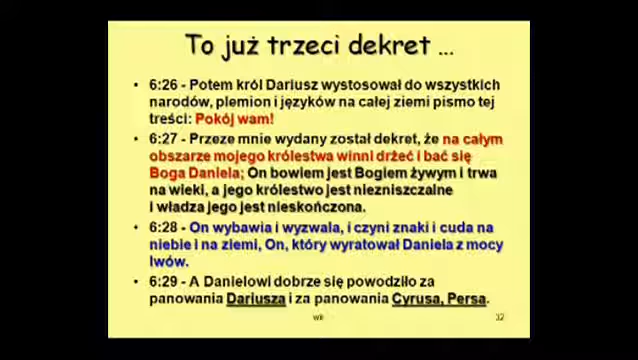 To już trzeci dekret ...
• 6:26 - Potem król Dariusz wystosował do wszystkich
narodów, plemion i języków na całej ziemi pismo tej
treści: Pokój wam!
• 6:27 - Przeze mnie wydany został dekret, że na całym
obszarze mojego królestwa winni drżeć i bać się
Boga Daniela; On bowiem jest Bogiem żywym i trwa
na wieki, a jego królestwo jest niezniszczalne
i władza jego jest nieskończona.
• 6:28 - On wybawia i wyzwala, i czyni znaki i cuda na
niebie i na ziemi, On, który wyratował Daniela z mocy
lwów.
• 6:29 - A Danielowi dobrze się powodziło za
panowania Dariusza i za panowania Cyrusa, Persa.
32